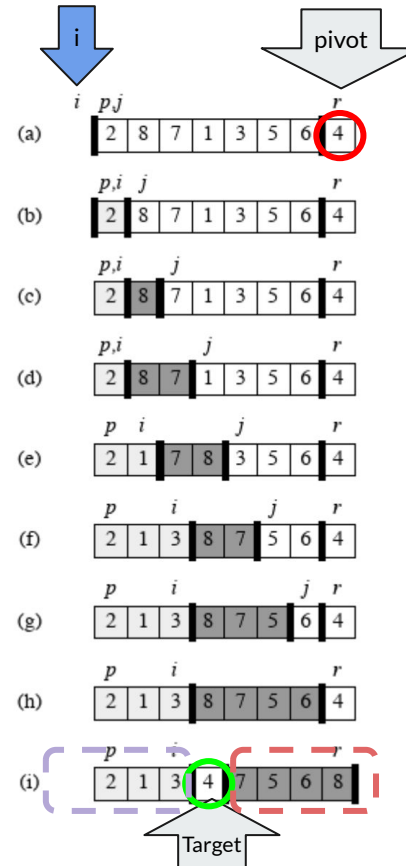 i pivot
i p,j r
(a) 2 8 7 1 3 5 6 4
p,i j r
(b) 2 8 7 1 3 5 6 4
p,i j r
(c) 2 8 7 1 3 5 6 4
p,i j r
(d) 2 8 7 1 3 5 6 4
p i j r
(e) 2 1 7 8 3 5 6 4
p i j r
(f) 2 1 3 8 7 5 6 4
p i j r
(g) 2 1 3 8 7 5 6 4
p i r
(h) 2 1 3 8 7 5 6 4
p i r
(i) 2 1 3 4 7 5 6 8
Target